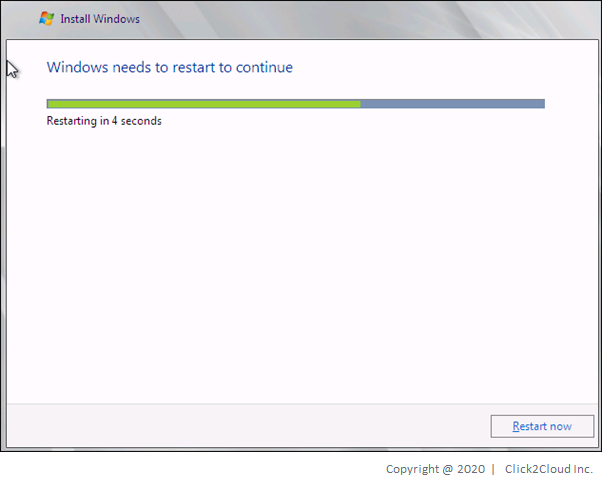 Install Windows
Windows needs to restart to continue
Restarting in 4 seconds
Restart now
Copyright @ 2020 | Click2Cloud Inc.